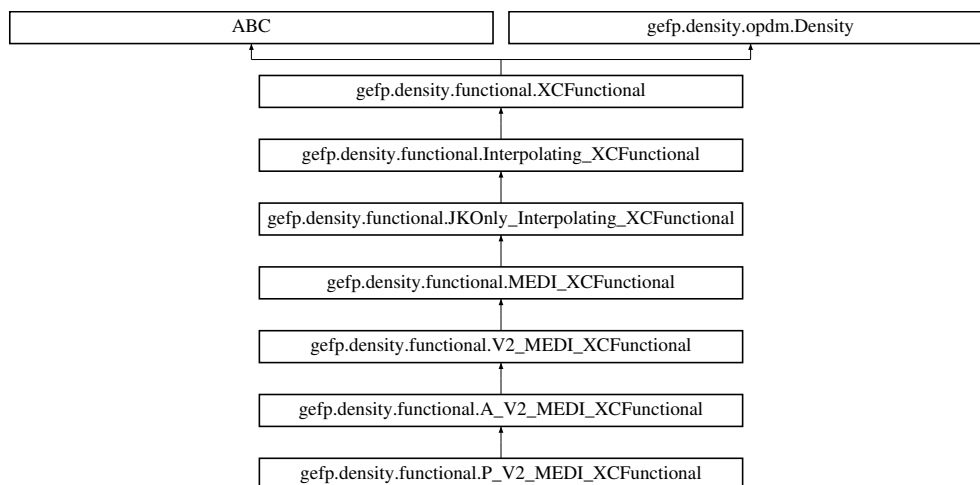 ABC
gefp.density.opdm.Density
gefp.density.functional.XCFunctional
gefp.density.functional.Interpolating_XCFunctional
gefp.density.functional.JKOnly_Interpolating_XCFunctional
gefp.density.functional.MEDI_XCFunctional
gefp.density.functional.V2_MEDI_XCFunctional
gefp.density.functional.A_V2_MEDI_XCFunctional
gefp.density.functional.P_V2_MEDI_XCFunctional